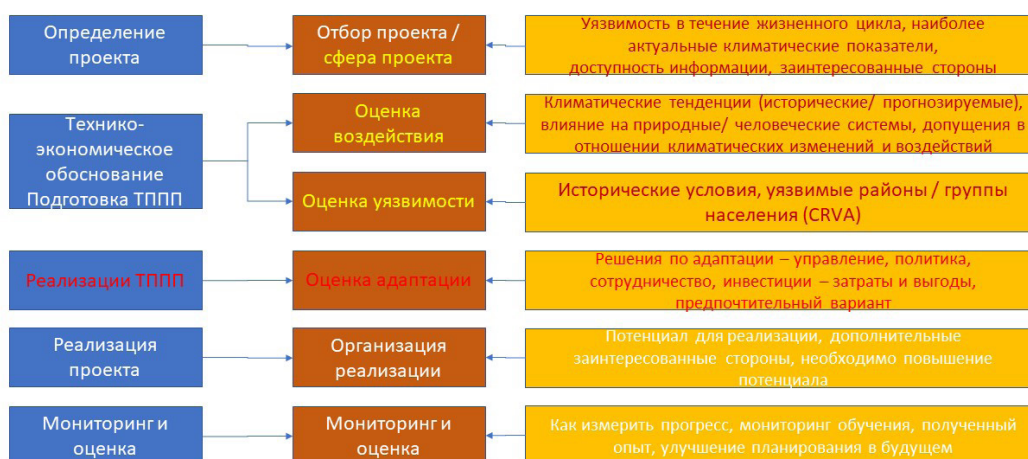 Определение
проекта
Отбор проекта /
сфера проекта
Уязвимость в течение жизненного цикла, наиболее
актуальные климатические показатели,
доступность информации, заинтересованные стороны
Технико-
экономическое
обоснование
Подготовка ТППП
Оценка
воздействия
Климатические тенденции (исторические/ прогнозируемые),
влияние на природные/ человеческие системы, допущения в
отношении климатических изменений и воздействий
Оценка уязвимости
Исторические условия, уязвимые районы / группы
населения (CRVA)
Реализации ТППП
Оценка адаптации
Решения по адаптации – управление, политика,
сотрудничество, инвестиции – затраты и выгоды,
предпочтительный вариант
Реализация
проекта
Организация
реализации
Потенциал для реализации, дополнительные
заинтересованные стороны, необходимо повышение
потенциала
Мониторинг и
оценка
Мониторинг и
оценка
Как измерить прогресс, мониторинг обучения, полученный
опыт, улучшение планирования в будущем